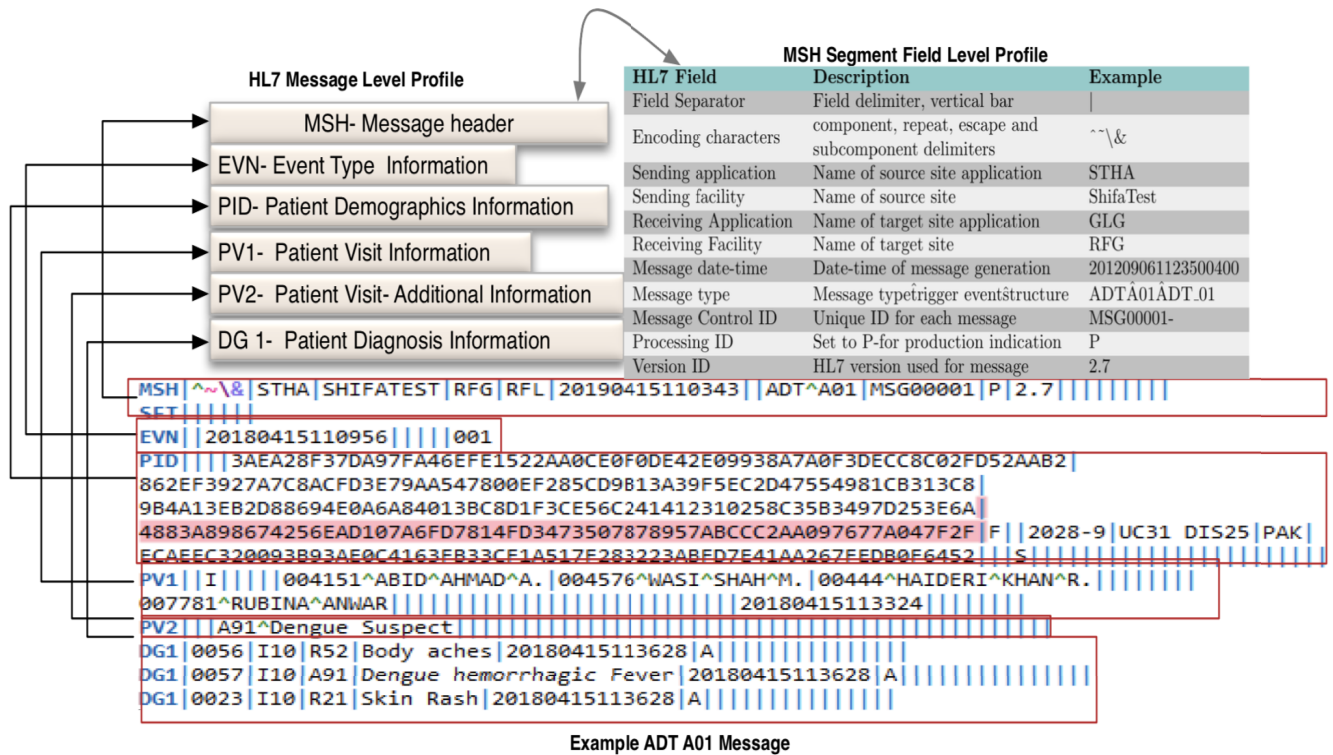 HL7 Message Level Profile
MSH- Message header
EVN- Event Type  Information
PID- Patient Demographics Information
PV1-  Patient Visit Information
PV2-  Patient Visit- Additional Information
DG 1-  Patient Diagnosis Information
MSH Segment Field Level Profile
HL7 Field Description Example
Field Separator Field delimiter, vertical bar |
Encoding characters component, repeat, escape and subcomponent delimiters ^~\&
Sending application Name of source site application STHA
Sending facility Name of source site ShifaTest
Receiving Application Name of target site application GLG
Receiving Facility Name of target site RFG
Message date-time Date-time of message generation 201209061123500400
Message type Message typetr̂igger eventŝtructure ADTÂ01ÂDT_01
Message Control ID Unique ID for each message MSG00001-
Processing ID Set to P-for production indication P
Version ID HL7 version used for message 2.7
MSH|^~\&|STHA|SHIFATEST|RFG|RFL|20190415110343||ADT^A01|MSG00001|P|2.7|||||||||
SFT||||||
EVN||20180415110956|||||001
PID||||3AEA28F37DA97FA46EFE1522AA0CE0F0DE42E09938A7A0F3DECC8C02FD52AAB2|
862EF3927A7C8ACFD3E79AA547800EF285CD9B13A39F5EC2D47554981CB313C8|
9B4A13EB2D88694E0A6A84013BC8D1F3CE56C241412310258C35B3497D253E6A|
4883A898674256EAD107A6FD7814FD3473507878957ABCCC2AA097677A047F2F|F||2028-9|UC31 DIS25|PAK|
ECAEEC320093B93AE0C4163FB33CE1A517E283223ABFD7E41AA267FEDB0E6452|||S|||||||||||||||||||||||
PV1||I|||||004151^ABID^AHMAD^A.|004576^WASI^SHAH^M.|00444^HAIDERI^KHAN^R.||||||||
007781^RUBINA^ANWAR|||||||||||||||||||||||||||20180415113324||||||||
PV2|||A91^Dengue Suspect|||||||||||||||||||||||||||||||||||||||||||||
DG1|0056|I10|R52|Body aches|20180415113628|A|||||||||||||||
DG1|0057|I10|A91|Dengue hemorrhagic Fever|20180415113628|A|||||||||||||||
DG1|0023|I10|R21|Skin Rash|20180415113628|A|||||||||||||||
Example ADT A01 Message